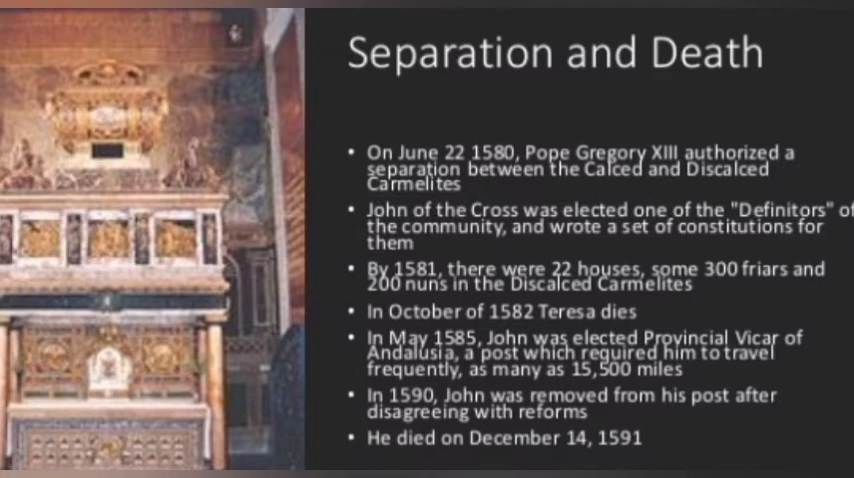 Separation and Death
• On June 22 1580, Pope Gregory XIII authorized a
separation between the Calced and Discalced
Carmelites
• John of the Cross was elected one of the "Definitors" of
the community, and wrote a set of constitutions for
them
• By 1581, there were 22 houses, some 300 friars and
200 nuns in the Discalced Carmelites
• In October of 1582 Teresa dies
• In May 1585, John was elected Provincial Vicar of
Andalusia, a post which required him to travel
frequently, as many as 15,500 miles
• In 1590, John was removed from his post after
disagreeing with reforms
• He died on December 14, 1591